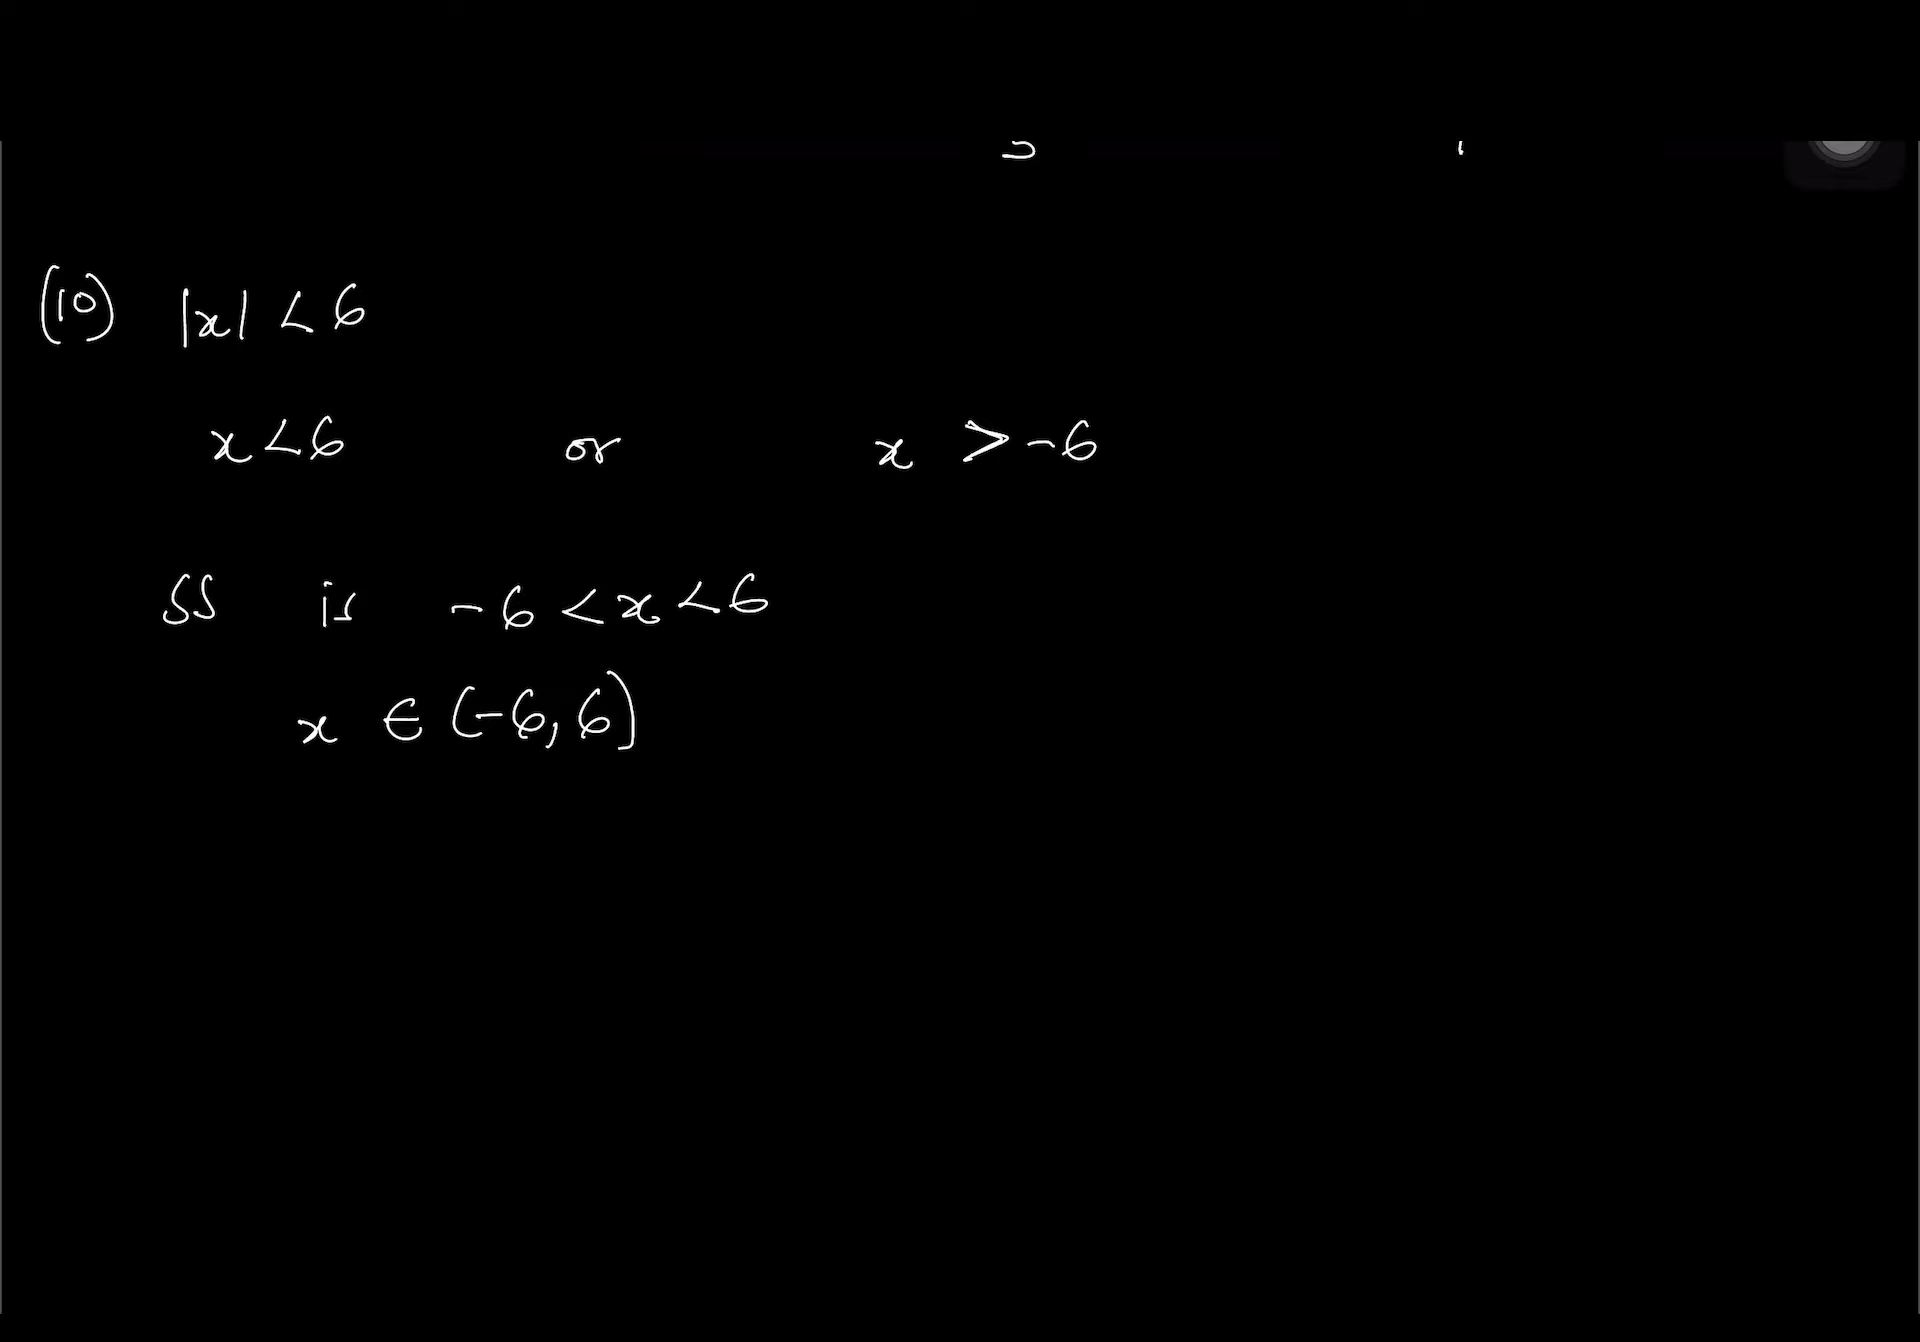 (10) |x| < 6
x < 6 or x > -6
SS is -6 < x < 6
x ∈ (-6, 6)